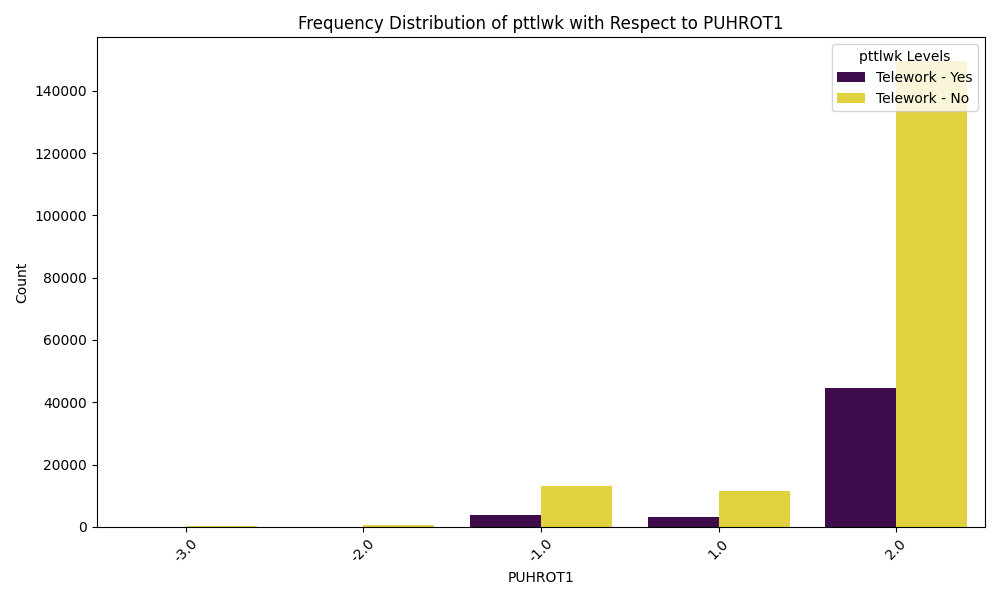 Frequency Distribution of pttlwk with Respect to PUHROT1
pttlwk Levels
Telework - Yes
Telework - No
Count
140000
120000
100000
80000
60000
40000
20000
0
-3.0
-2.0
-1.0
1.0
2.0
PUHROT1